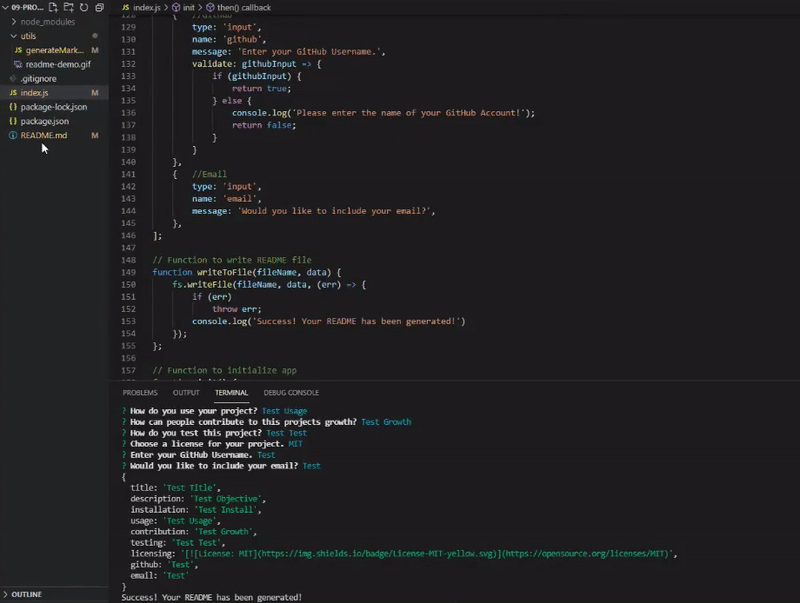 09-PRO...
node_modules
utils
generateMark... M
readme-demo.gif
.gitignore
index.js M
package-lock.json
package.json
README.md M
OUTLINE
index.js > init > then() callback
128 { //Github
129 type: 'input',
130 name: 'github',
131 message: 'Enter your GitHub Username.',
132 validate: githubInput => {
133 if (githubInput) {
134 return true;
135 } else {
136 console.log('Please enter the name of your GitHub Account!');
137 return false;
138 }
139 }
140 },
141 { //Email
142 type: 'input',
143 name: 'email',
144 message: 'Would you like to include your email?',
145 },
146 ];
147
148 // Function to write README file
149 function writeToFile(fileName, data) {
150 fs.writeFile(fileName, data, (err) => {
151 if (err)
152 throw err;
153 console.log('Success! Your README has been generated!')
154 });
155 };
156
157 // Function to initialize app
PROBLEMS OUTPUT TERMINAL DEBUG CONSOLE
? How do you use your project? Test Usage
? How can people contribute to this projects growth? Test Growth
? How do you test this project? Test Test
? Choose a license for your project. MIT
? Enter your GitHub Username. Test
? Would you like to include your email? Test
{
title: 'Test Title',
description: 'Test Objective',
installation: 'Test Install',
usage: 'Test Usage',
contribution: 'Test Growth',
testing: 'Test Test',
licensing: '[![License: MIT](https://img.shields.io/badge/License-MIT-yellow.svg)](https://opensource.org/licenses/MIT)',
github: 'Test',
email: 'Test'
}
Success! Your README has been generated!